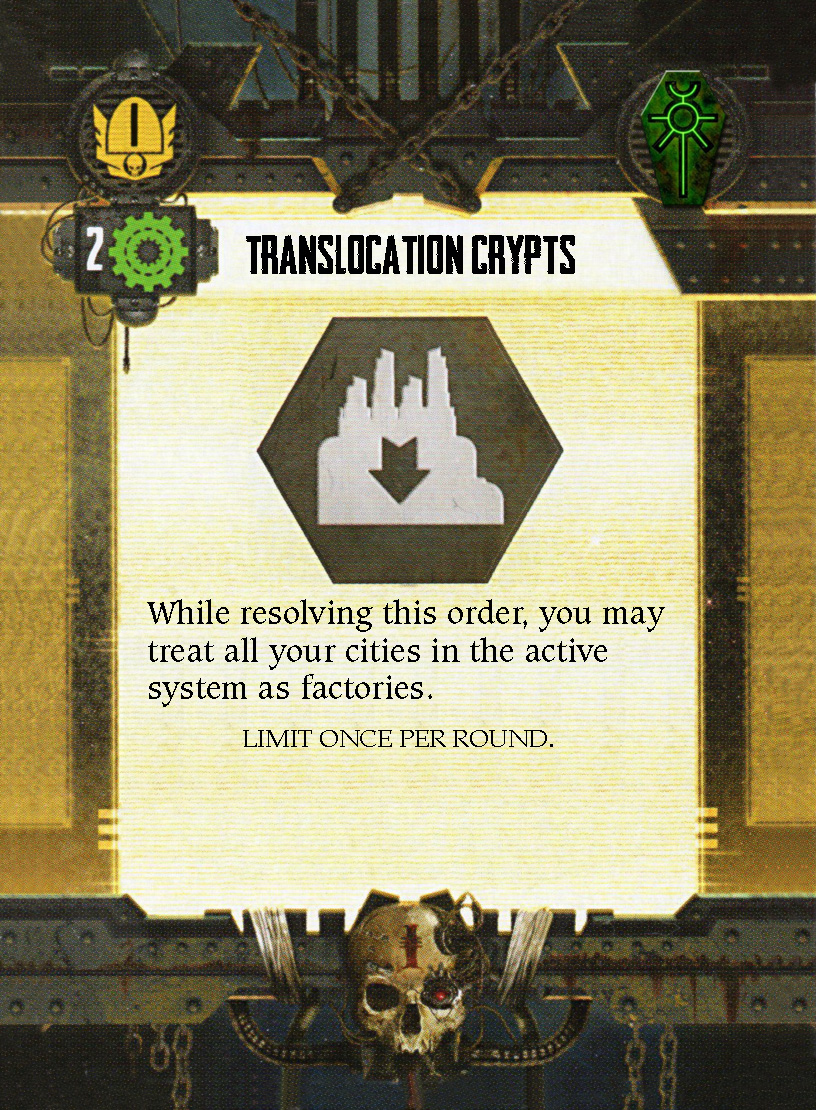 I
2
TRANSLOCATION CRYPTS
While resolving this order, you may
treat all your cities in the active
system as factories.
LIMIT ONCE PER ROUND.
I